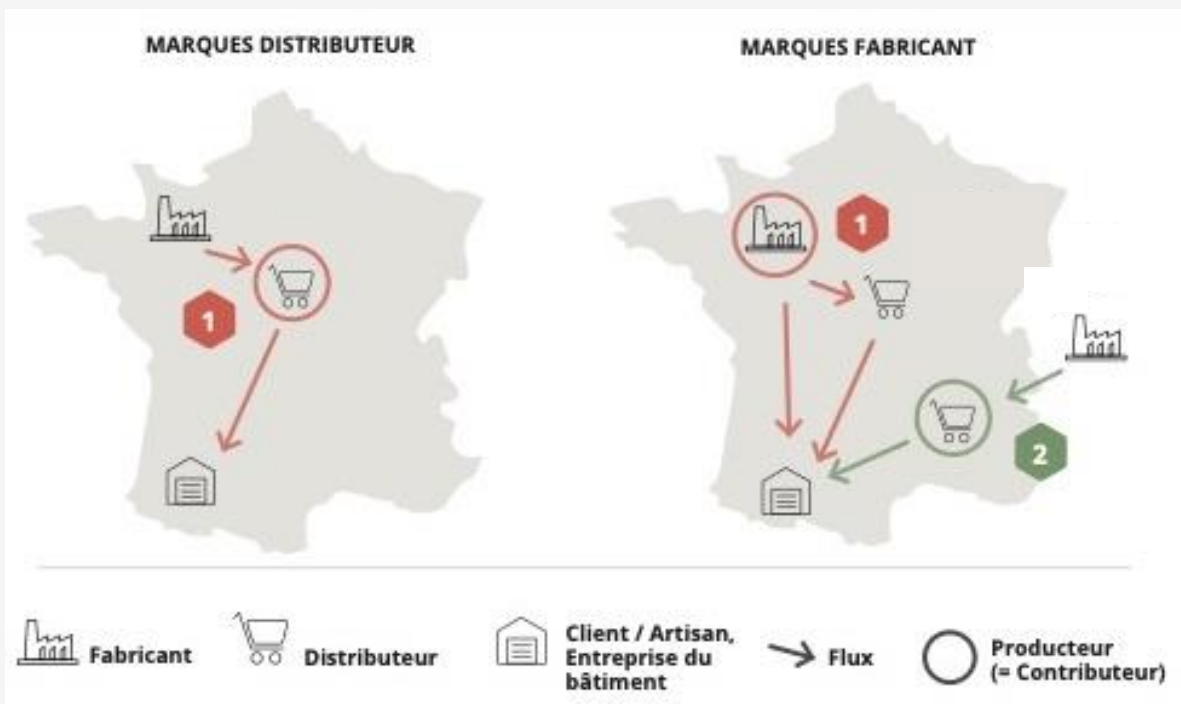 MARQUES DISTRIBUTEUR
MARQUES FABRICANT
1
1
2
Fabricant
Distributeur
Client / Artisan,
Entreprise du
bâtiment
Flux
Producteur
(= Contributeur)